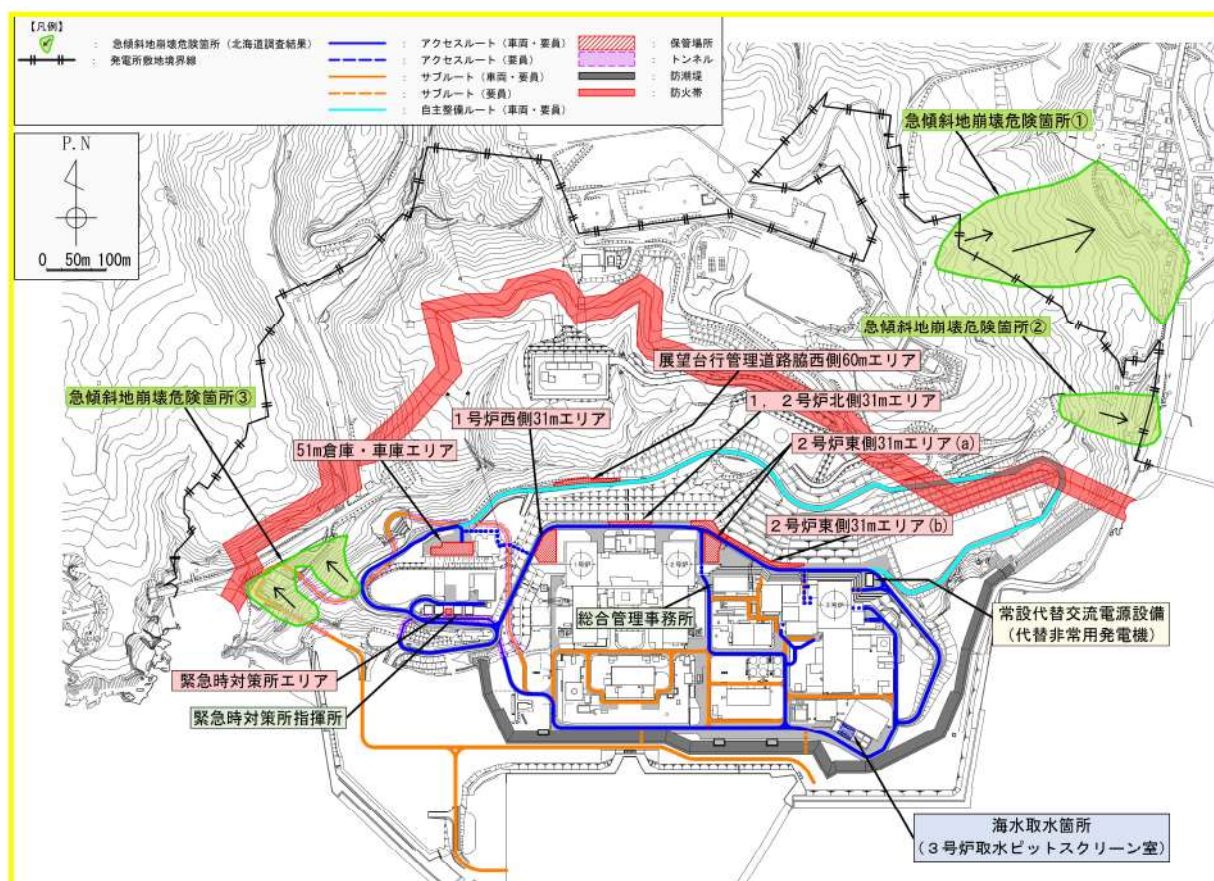 【凡例】
： 急傾斜地崩壊危険箇所（北海道調査結果）
： 発電所敷地境界線
： アクセスルート（車両・要員）
： アクセスルート（要員）
： サブルート（車両・要員）
： サブルート（要員）
： 自主整備ルート（車両・要員）
： 保管場所
： トンネル
： 防潮堤
： 防火帯
P.N
0 50m 100m
急傾斜地崩壊危険箇所①
急傾斜地崩壊危険箇所②
展望台行管理道路脇西側60mエリア
急傾斜地崩壊危険箇所③
1，2号炉北側31mエリア
1号炉西側31mエリア
2号炉東側31mエリア(a)
51m倉庫・車庫エリア
2号炉東側31mエリア(b)
1号炉
2号炉
3号炉
総合管理事務所
常設代替交流電源設備
(代替非常用発電機)
緊急時対策所エリア
緊急時対策所指揮所
海水取水箇所
(3号炉取水ピットスクリーン室)